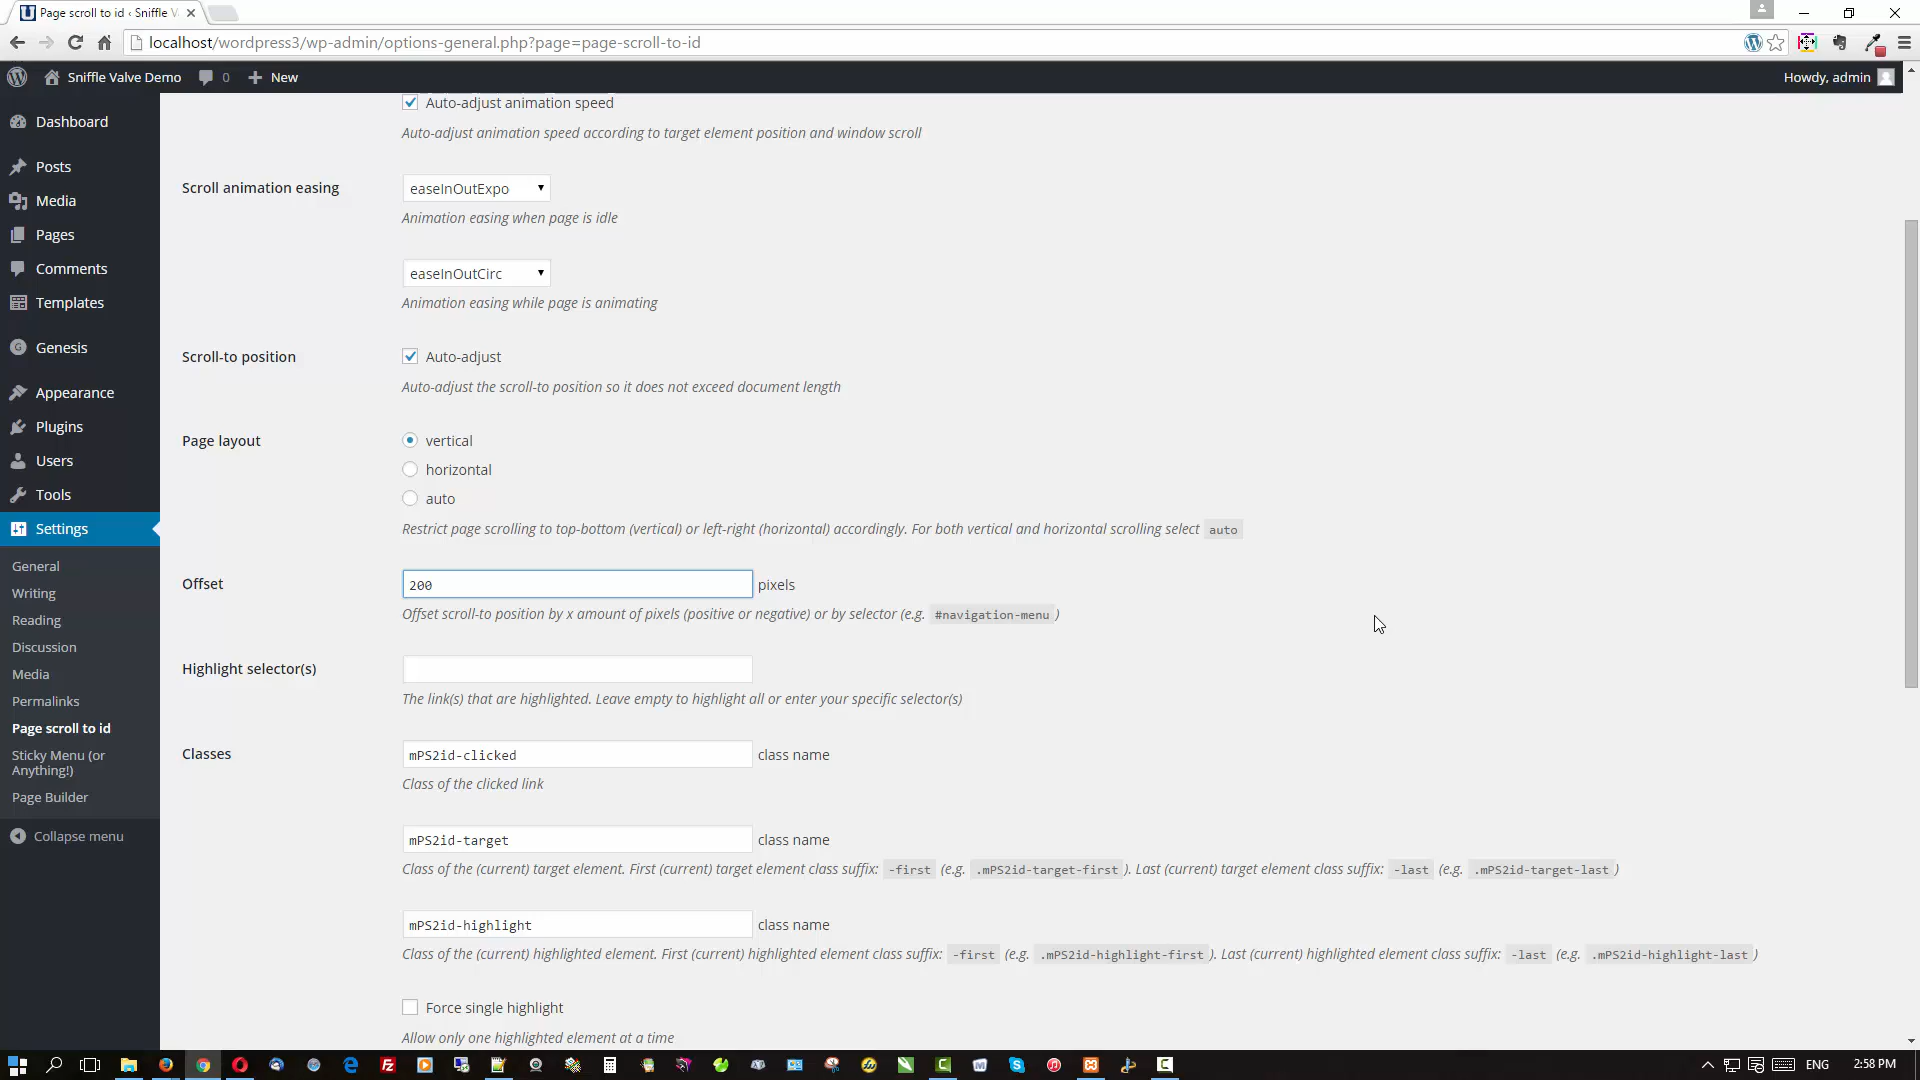 Page scroll to id ‹ Sniffle V
localhost/wordpress3/wp-admin/options-general.php?page=page-scroll-to-id
Sniffle Valve Demo 0 New Howdy, admin
Dashboard
Posts
Media
Pages
Comments
Templates
Genesis
Appearance
Plugins
Users
Tools
Settings
General
Writing
Reading
Discussion
Media
Permalinks
Page scroll to id
Sticky Menu (or
Anything!)
Page Builder
Collapse menu
Auto-adjust animation speed
Auto-adjust animation speed according to target element position and window scroll
Scroll animation easing easeInOutExpo
Animation easing when page is idle
easeInOutCirc
Animation easing while page is animating
Scroll-to position Auto-adjust
Auto-adjust the scroll-to position so it does not exceed document length
Page layout vertical
horizontal
auto
Restrict page scrolling to top-bottom (vertical) or left-right (horizontal) accordingly. For both vertical and horizontal scrolling select auto
Offset 200 pixels
Offset scroll-to position by x amount of pixels (positive or negative) or by selector (e.g. #navigation-menu )
Highlight selector(s)
The link(s) that are highlighted. Leave empty to highlight all or enter your specific selector(s)
Classes mPS2id-clicked class name
Class of the clicked link
mPS2id-target class name
Class of the (current) target element. First (current) target element class suffix: -first (e.g. .mPS2id-target-first ). Last (current) target element class suffix: -last (e.g. .mPS2id-target-last )
mPS2id-highlight class name
Class of the (current) highlighted element. First (current) highlighted element class suffix: -first (e.g. .mPS2id-highlight-first ). Last (current) highlighted element class suffix: -last (e.g. .mPS2id-highlight-last )
Force single highlight
Allow only one highlighted element at a time
ENG 2:58 PM